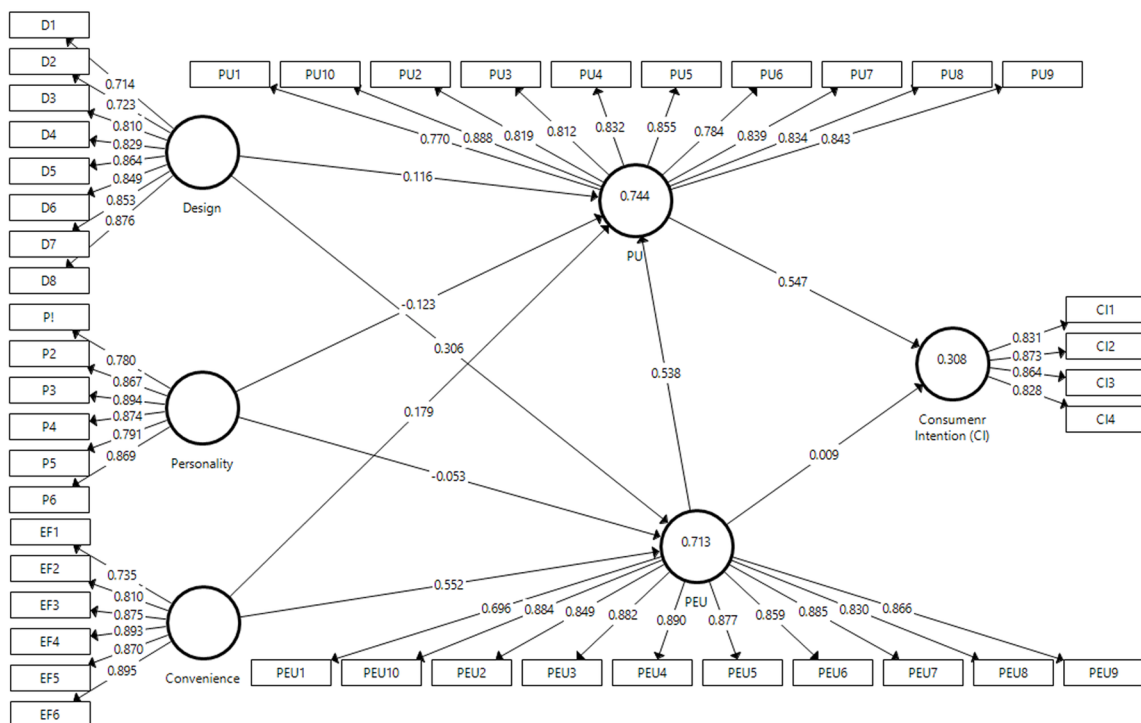 D1
D2
D3
D4
D5
D6
D7
D8
0.714
0.723
0.810
0.829
0.864
0.849
0.853
0.876
Design
P!
P2
P3
P4
P5
P6
0.780
0.867
0.894
0.874
0.791
0.869
Personality
EF1
EF2
EF3
EF4
EF5
EF6
0.735
0.810
0.875
0.893
0.870
0.895
Convenience
PU1
PU10
PU2
PU3
PU4
PU5
PU6
PU7
PU8
PU9
0.770
0.888
0.819
0.812
0.832
0.855
0.784
0.839
0.834
0.843
0.744
PU
0.116
-0.123
0.306
0.179
-0.053
0.552
0.538
0.547
0.009
0.308
Consumenr
Intention (CI)
0.831
0.873
0.864
0.828
CI1
CI2
CI3
CI4
0.713
PEU
0.696
0.884
0.849
0.882
0.890
0.877
0.859
0.885
0.830
0.866
PEU1
PEU10
PEU2
PEU3
PEU4
PEU5
PEU6
PEU7
PEU8
PEU9